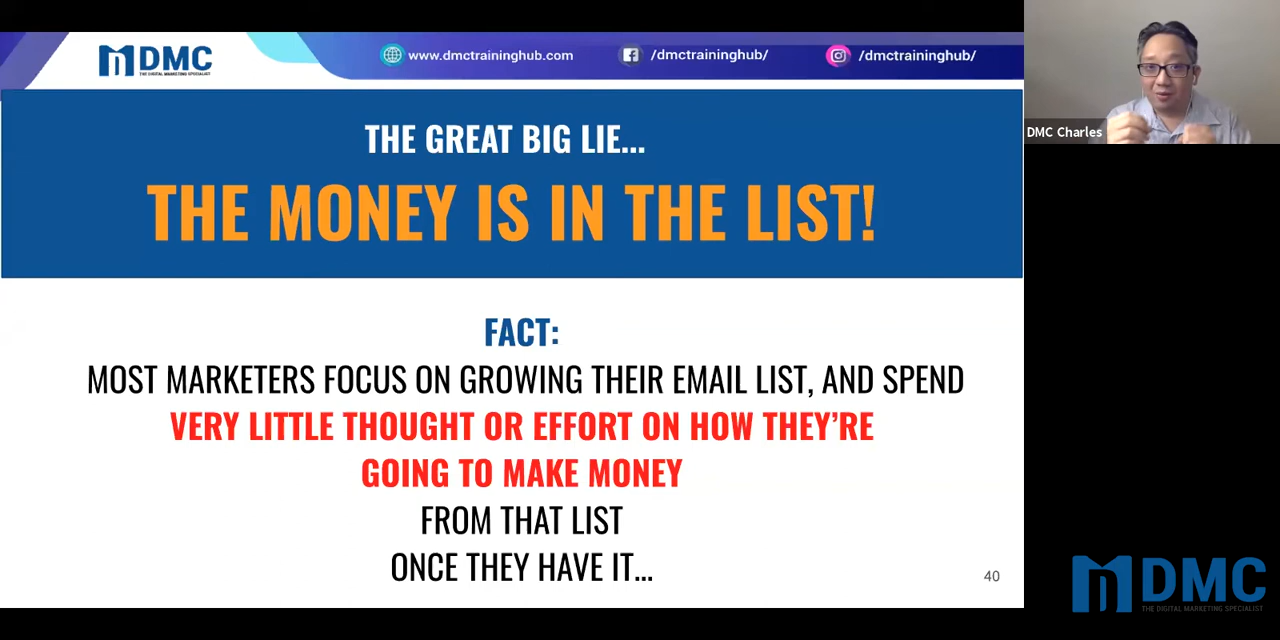 DMC
THE DIGITAL MARKETING SPECIALIST
www.dmctraininghub.com
/dmctraininghub/
/dmctraininghub/
DMC Charles
THE GREAT BIG LIE...
THE MONEY IS IN THE LIST!
FACT:
MOST MARKETERS FOCUS ON GROWING THEIR EMAIL LIST, AND SPEND
VERY LITTLE THOUGHT OR EFFORT ON HOW THEY'RE
GOING TO MAKE MONEY
FROM THAT LIST
ONCE THEY HAVE IT...
40
DMC
THE DIGITAL MARKETING SPECIALIST